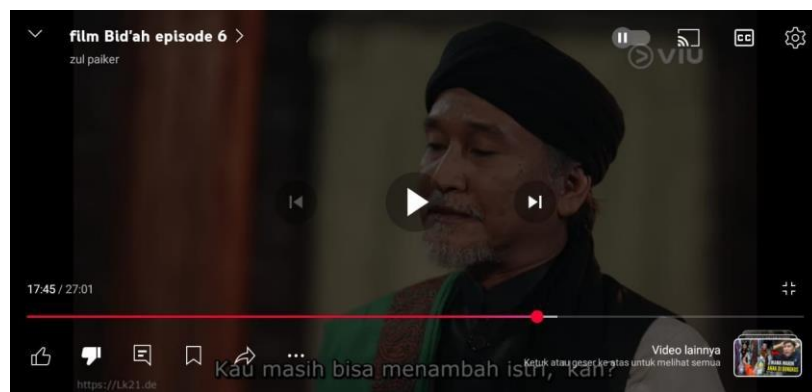 film Bid'ah episode 6
zul paiker
VIU
CC
17:45 / 27:01
Video lainnya
Ketuk atau geser ke atas untuk melihat semua
Kau masih bisa menambah istri, kan?
https://Lk21.de